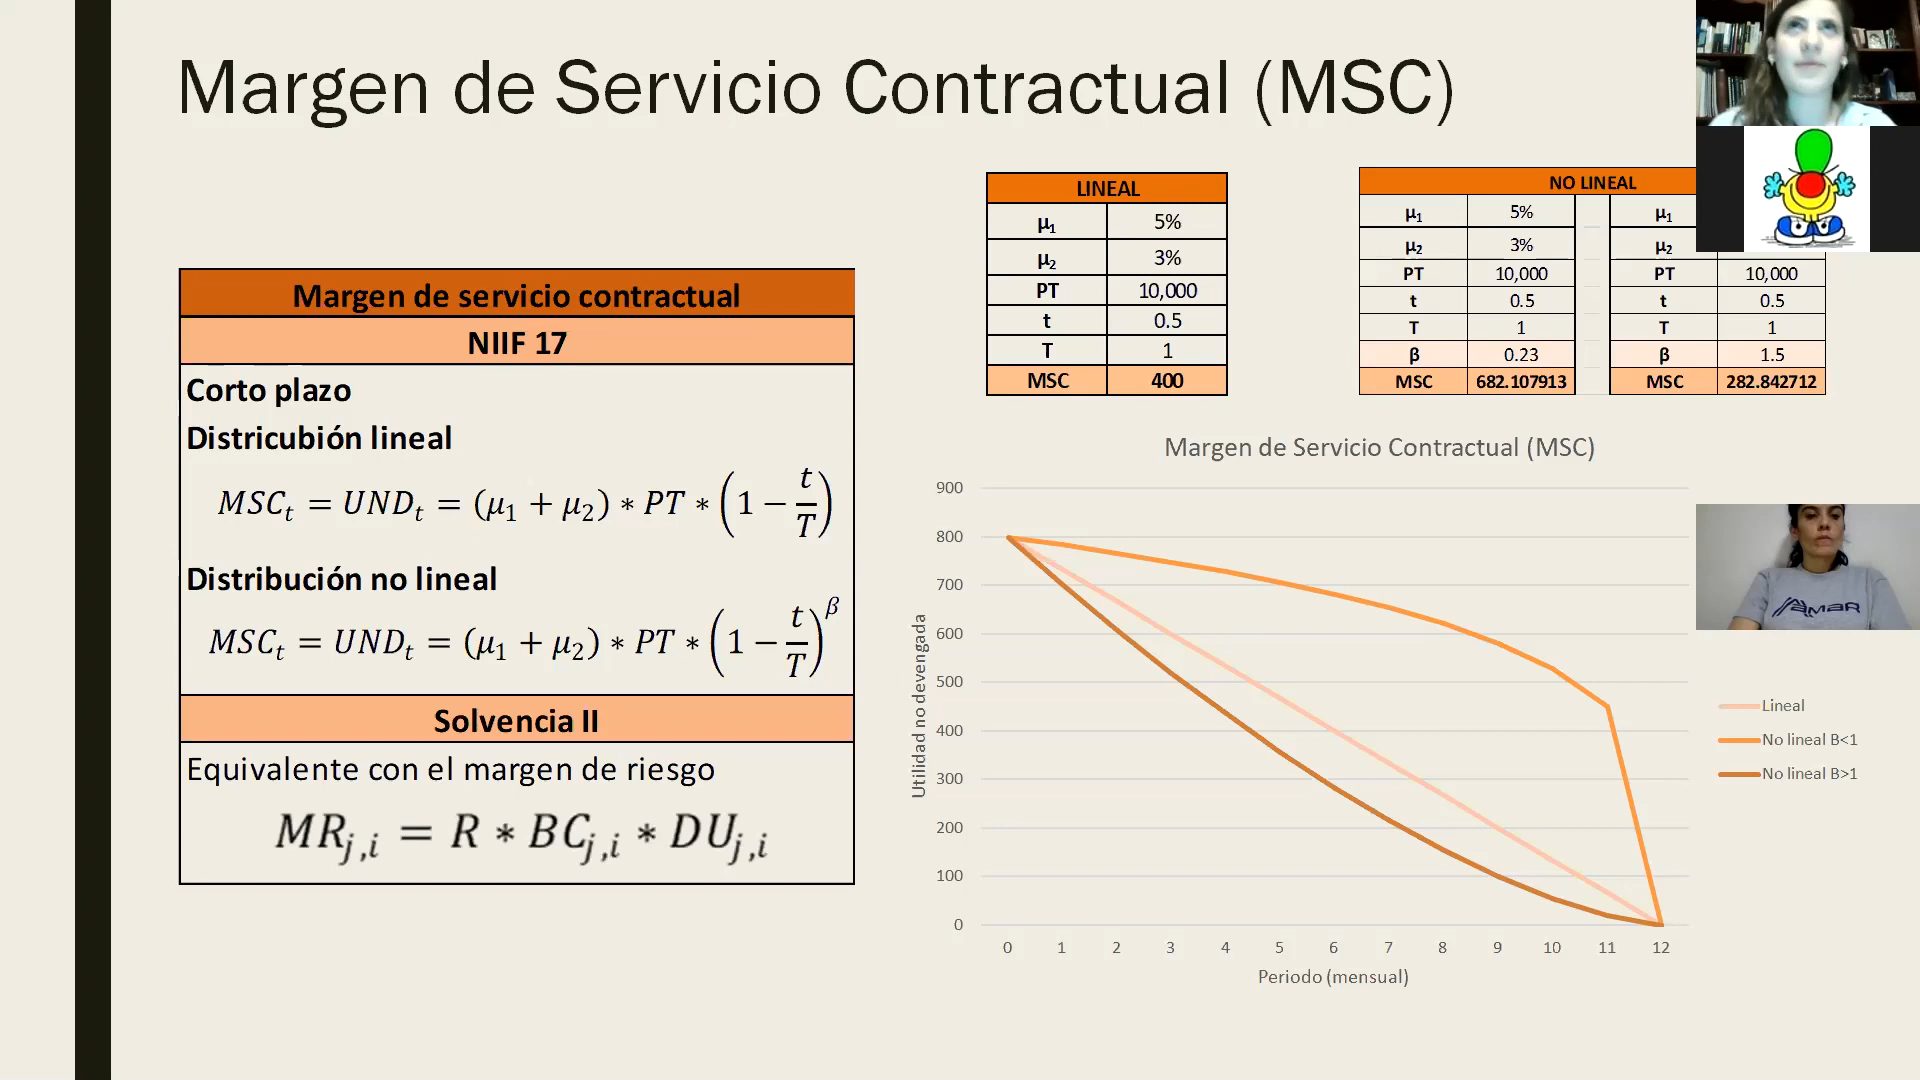 Margen de Servicio Contractual (MSC)
Margen de servicio contractual
NIIF 17
Corto plazo
Districubión lineal
MSCₜ = UNDₜ = (μ₁ + μ₂) ∗ PT ∗ (1 − t/T)
Distribución no lineal
MSCₜ = UNDₜ = (μ₁ + μ₂) ∗ PT ∗ (1 − t/T)^β
Solvencia II
Equivalente con el margen de riesgo
MR_{j,i} = R ∗ BC_{j,i} ∗ DU_{j,i}
LINEAL
μ₁ 5%
μ₂ 3%
PT 10,000
t 0.5
T 1
MSC 400
NO LINEAL
μ₁ 5% μ₁
μ₂ 3% μ₂
PT 10,000 PT 10,000
t 0.5 t 0.5
T 1 T 1
β 0.23 β 1.5
MSC 682.107913 MSC 282.842712
Margen de Servicio Contractual (MSC)
900
800
700
600
500
400
300
200
100
0
Utilidad no devengada
0 1 2 3 4 5 6 7 8 9 10 11 12
Periodo (mensual)
Lineal
No lineal B<1
No lineal B>1
AMAR